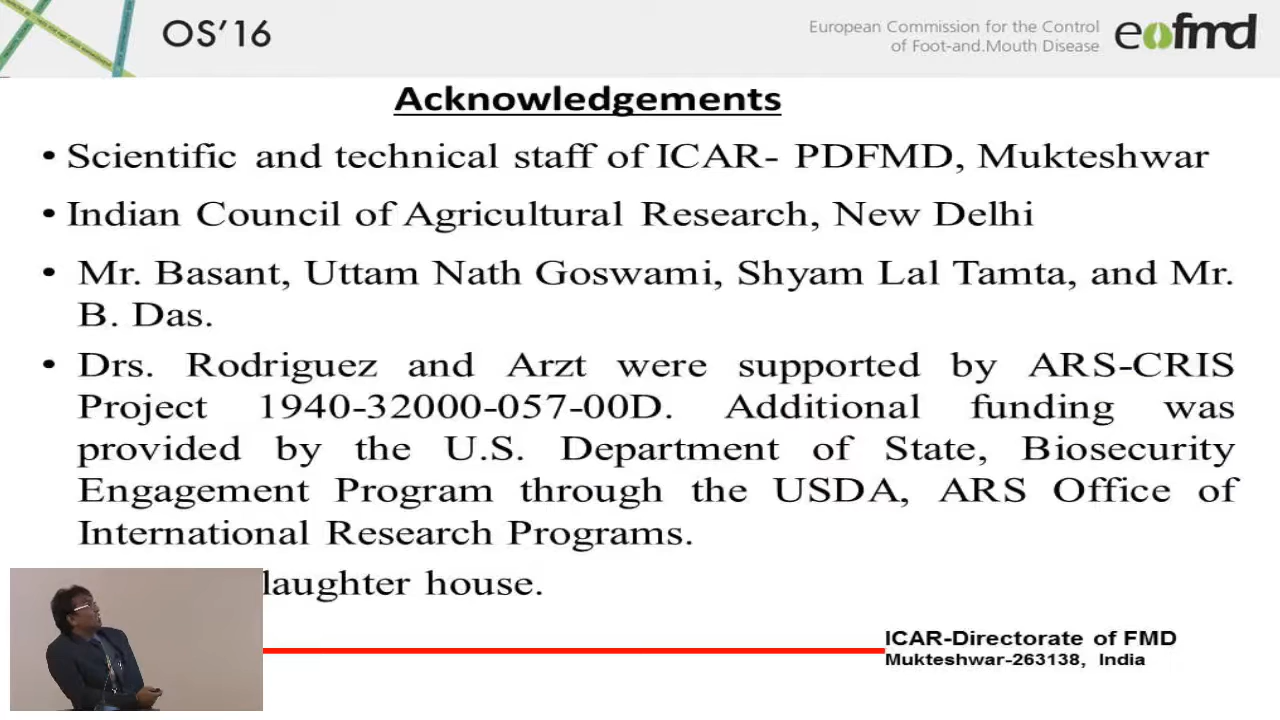 OS’16
European Commission for the Control
of Foot-and.Mouth Disease
eofmd
Acknowledgements
• Scientific and technical staff of ICAR- PDFMD, Mukteshwar
• Indian Council of Agricultural Research, New Delhi
• Mr. Basant, Uttam Nath Goswami, Shyam Lal Tamta, and Mr.
B. Das.
• Drs. Rodriguez and Arzt were supported by ARS-CRIS
Project 1940-32000-057-00D. Additional funding was
provided by the U.S. Department of State, Biosecurity
Engagement Program through the USDA, ARS Office of
International Research Programs.
laughter house.
ICAR-Directorate of FMD
Mukteshwar-263138, India